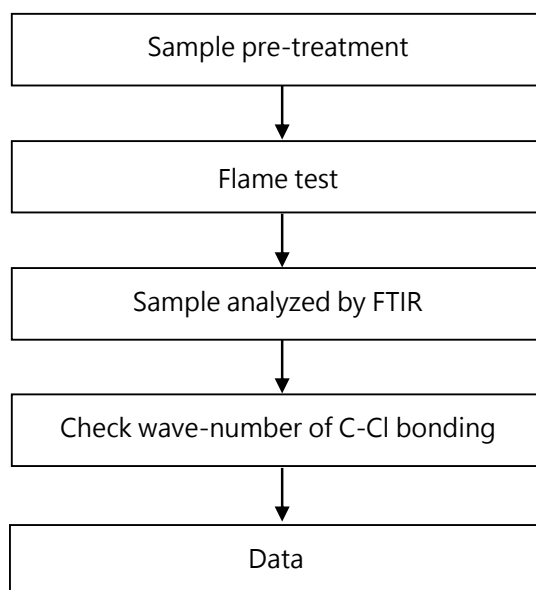 Sample pre-treatment
Flame test
Sample analyzed by FTIR
Check wave-number of C-Cl bonding
Data